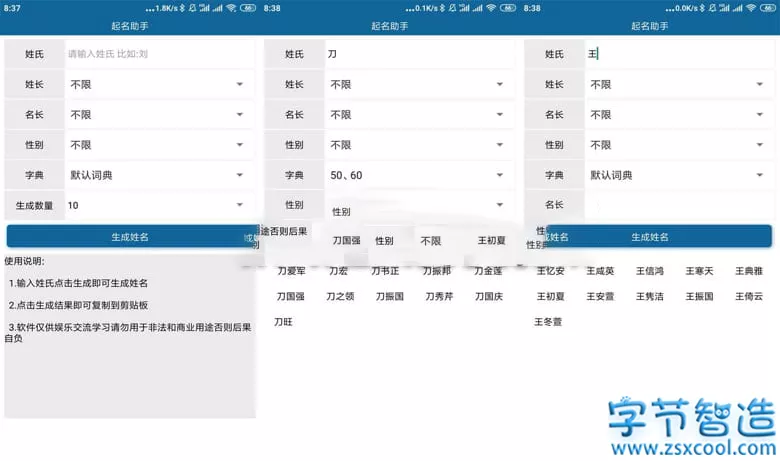 8:37
...1.8K/s
66
起名助手
姓氏
请输入姓氏 比如:刘
姓长
不限
名长
不限
性别
不限
字典
默认词典
生成数量
10
生成姓名
使用说明:
1.输入姓氏点击生成即可生成姓名
2.点击生成结果即可复制到剪贴板
3.软件仅供娱乐交流学习请勿用于非法和商业用途否则后果
自负
8:38
...0.1K/s
66
起名助手
姓氏
刀
姓长
不限
名长
不限
性别
不限
字典
50、60
性别
性别
用途否则后果
刀国强
性别
不限
王初夏
刀爱军
刀宏
刀书正
刀振邦
刀金莲
刀国强
刀之领
刀振国
刀秀芹
刀国庆
刀旺
8:38
...0.0K/s
66
起名助手
姓氏
王
姓长
不限
名长
不限
性别
不限
字典
默认词典
名长
成姓名
生成姓名
性别
王忆安
王咸英
王信鸿
王寒天
王典雅
王初夏
王安萱
王隽洁
王振国
王倚云
王冬萱
字节智造
www.zsxcool.com